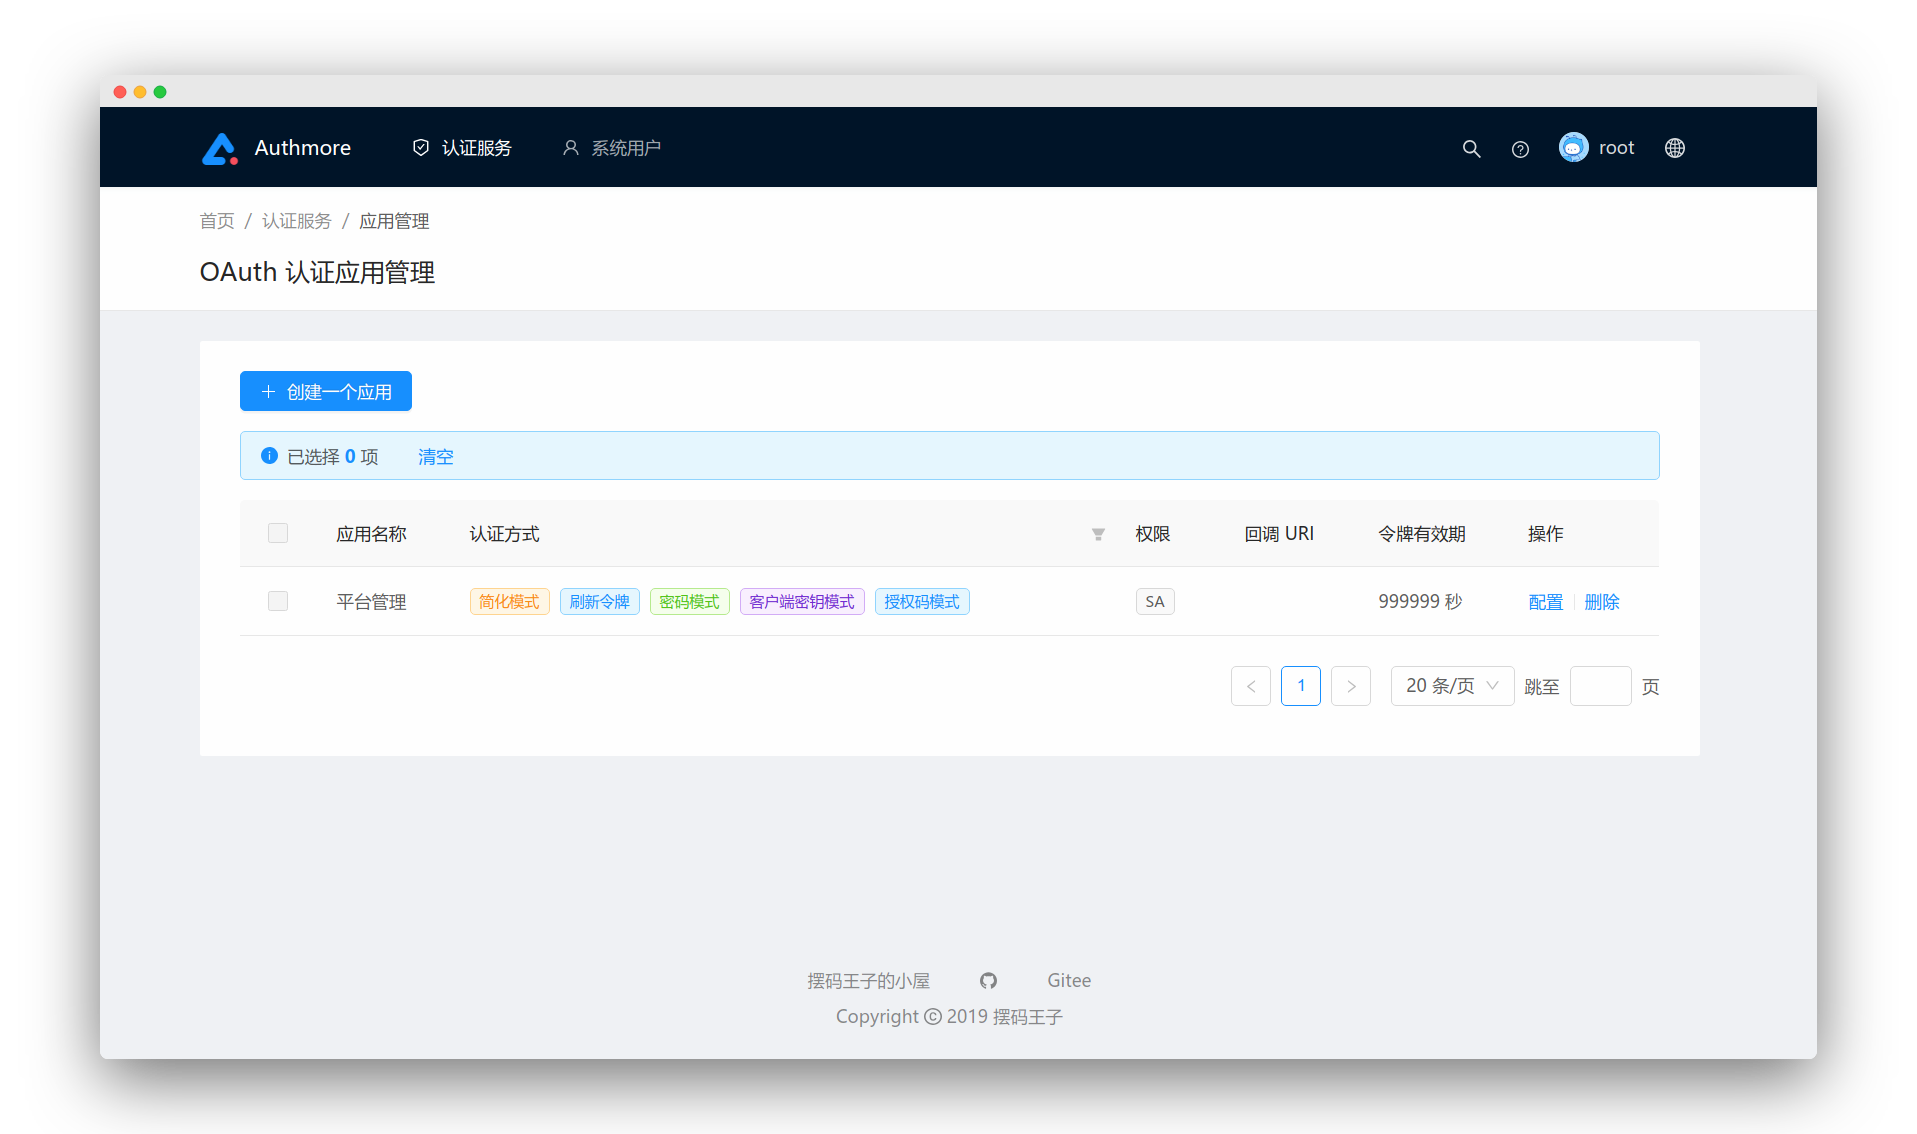 Authmore 认证服务 系统用户 root
首页 / 认证服务 / 应用管理
OAuth 认证应用管理
创建一个应用
已选择 0 项 清空
应用名称 认证方式 权限 回调 URI 令牌有效期 操作
平台管理 简化模式 刷新令牌 密码模式 客户端密钥模式 授权码模式 SA 999999 秒 配置 删除
1 20 条/页 跳至 页
摆码王子的小屋 Gitee
Copyright © 2019 摆码王子